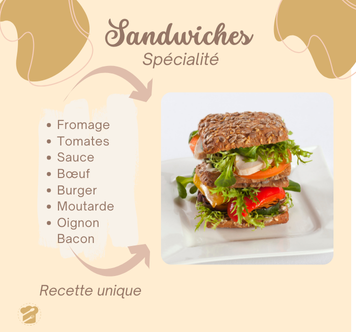 Sandwiches
Spécialité
Fromage
Tomates
Sauce
Bœuf
Burger
Moutarde
Oignon
Bacon
Recette unique